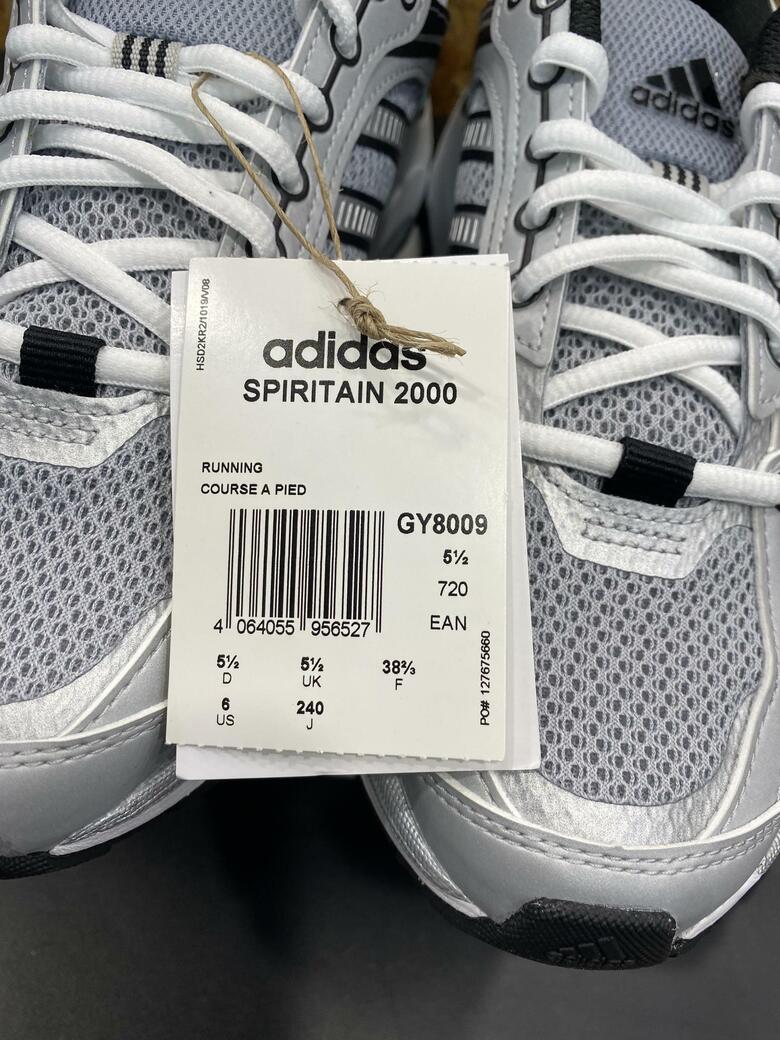 adidas
HSD2KR2/1019/V08
adidas
SPIRITAIN 2000
RUNNING
COURSE A PIED
GY8009
5½
720
EAN
4 064055 956527
5½ 5½ 38⅔
D UK F
6 240
US J
PO# 127675660
adidas